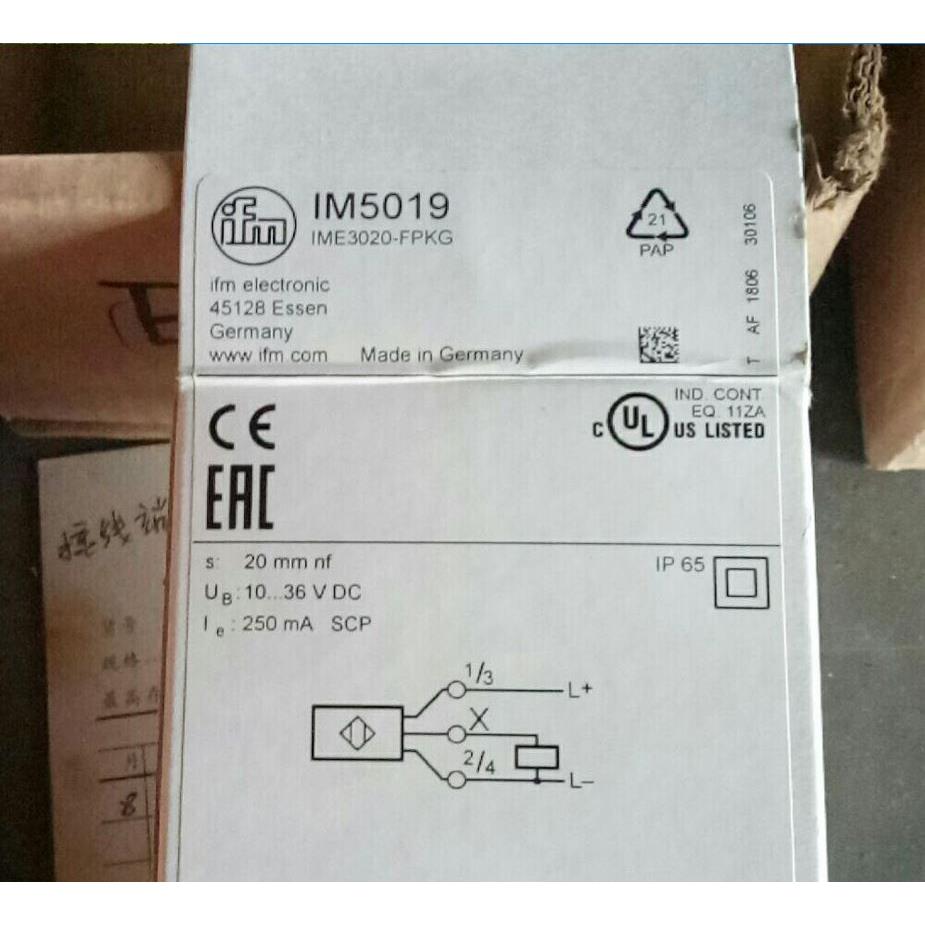 ifm
IM5019
IME3020-FPKG
ifm electronic
45128 Essen
Germany
www.ifm.com Made in Germany
21
PAP
T AF 1806 30106
CE
EAC
C UL US LISTED
IND. CONT.
EQ. 11ZA
s: 20 mm nf
UB: 10...36 V DC
Ie: 250 mA SCP
IP 65
1/3
L+
X
2/4
L−
接线端
月
8